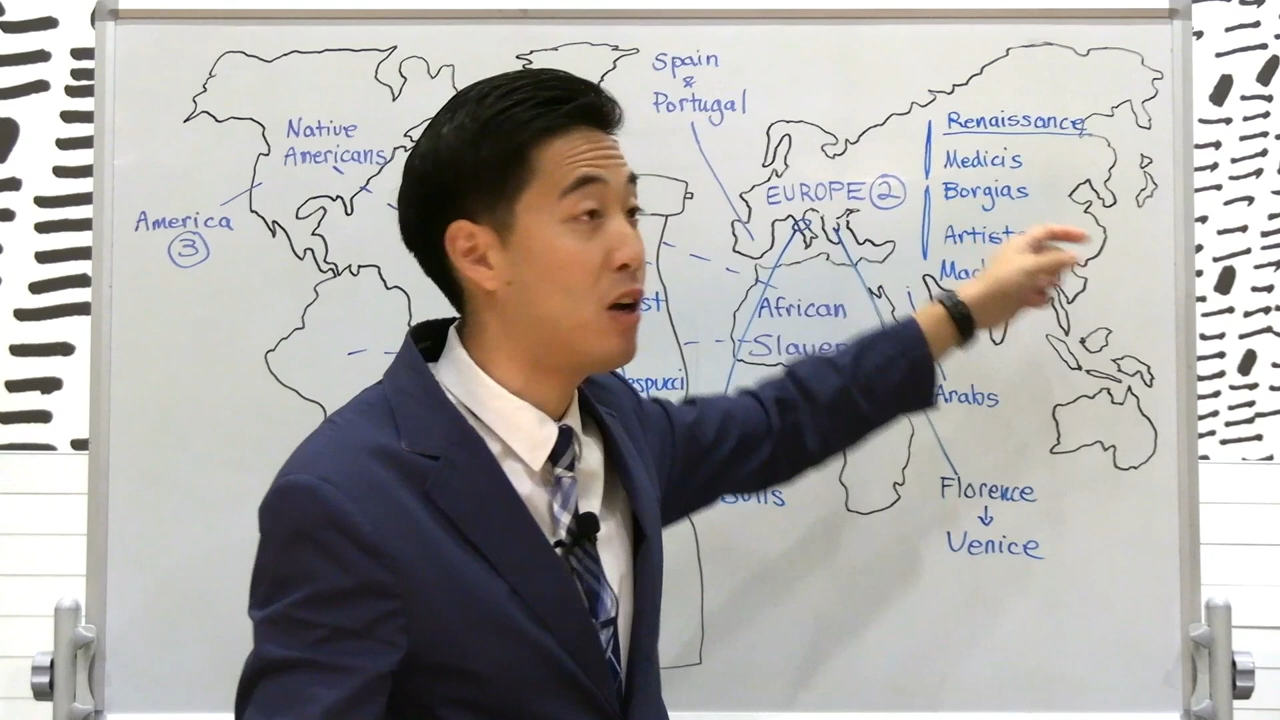 Spain
&
Portugal
Native
Americans
America
3
EUROPE 2
Renaissance
Medicis
Borgias
African
Arabs
Florence
↓
Venice